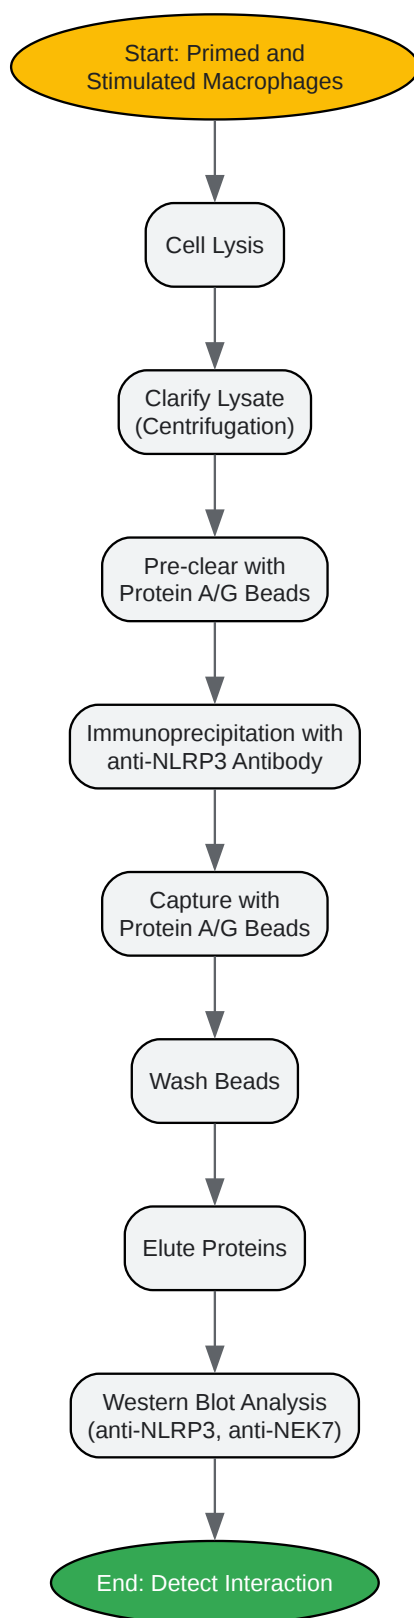 Start: Primed and
Stimulated Macrophages
Cell Lysis
Clarify Lysate
(Centrifugation)
Pre-clear with
Protein A/G Beads
Immunoprecipitation with
anti-NLRP3 Antibody
Capture with
Protein A/G Beads
Wash Beads
Elute Proteins
Western Blot Analysis
(anti-NLRP3, anti-NEK7)
End: Detect Interaction